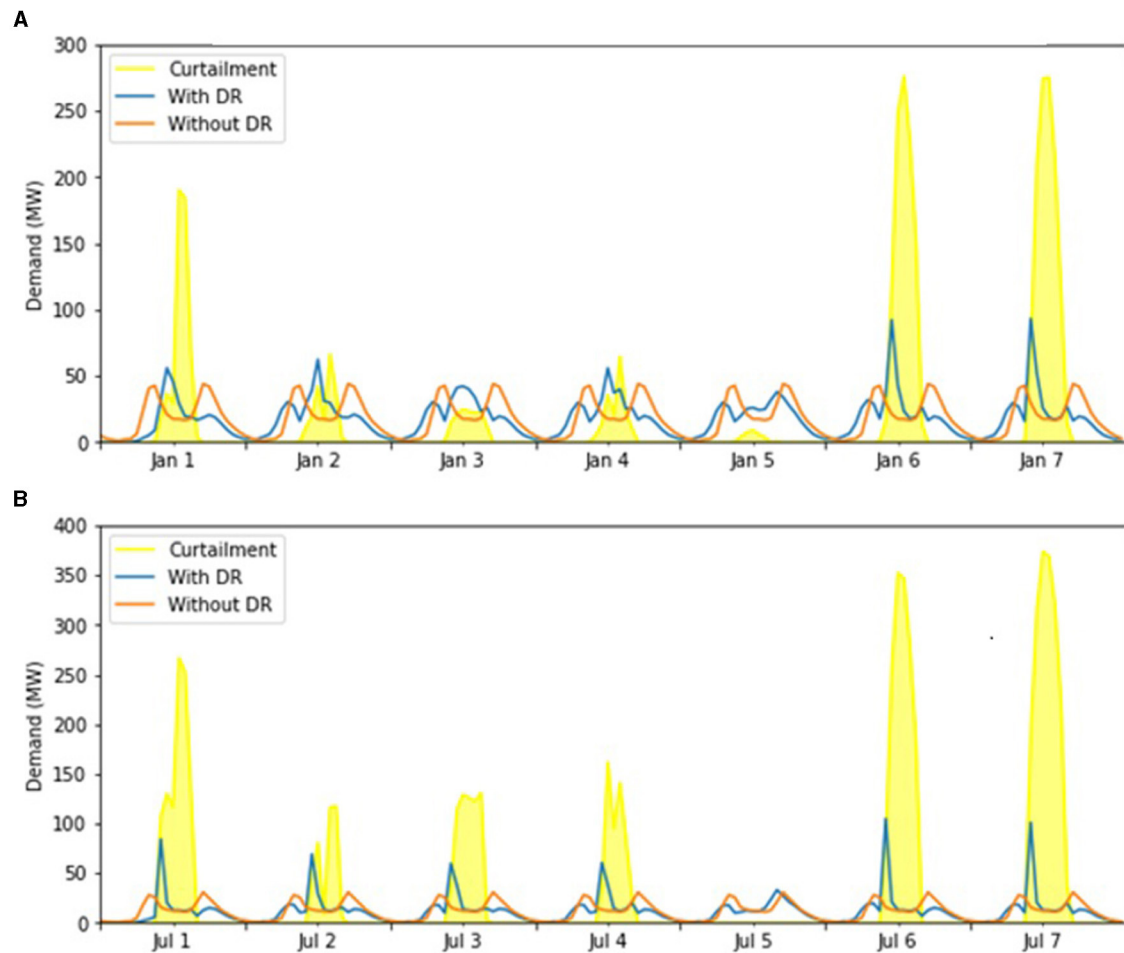 A
300
250
200
150
100
50
0
Demand (MW)
Curtailment
With DR
Without DR
Jan 1 Jan 2 Jan 3 Jan 4 Jan 5 Jan 6 Jan 7
B
400
350
300
250
200
150
100
50
0
Demand (MW)
Curtailment
With DR
Without DR
Jul 1 Jul 2 Jul 3 Jul 4 Jul 5 Jul 6 Jul 7